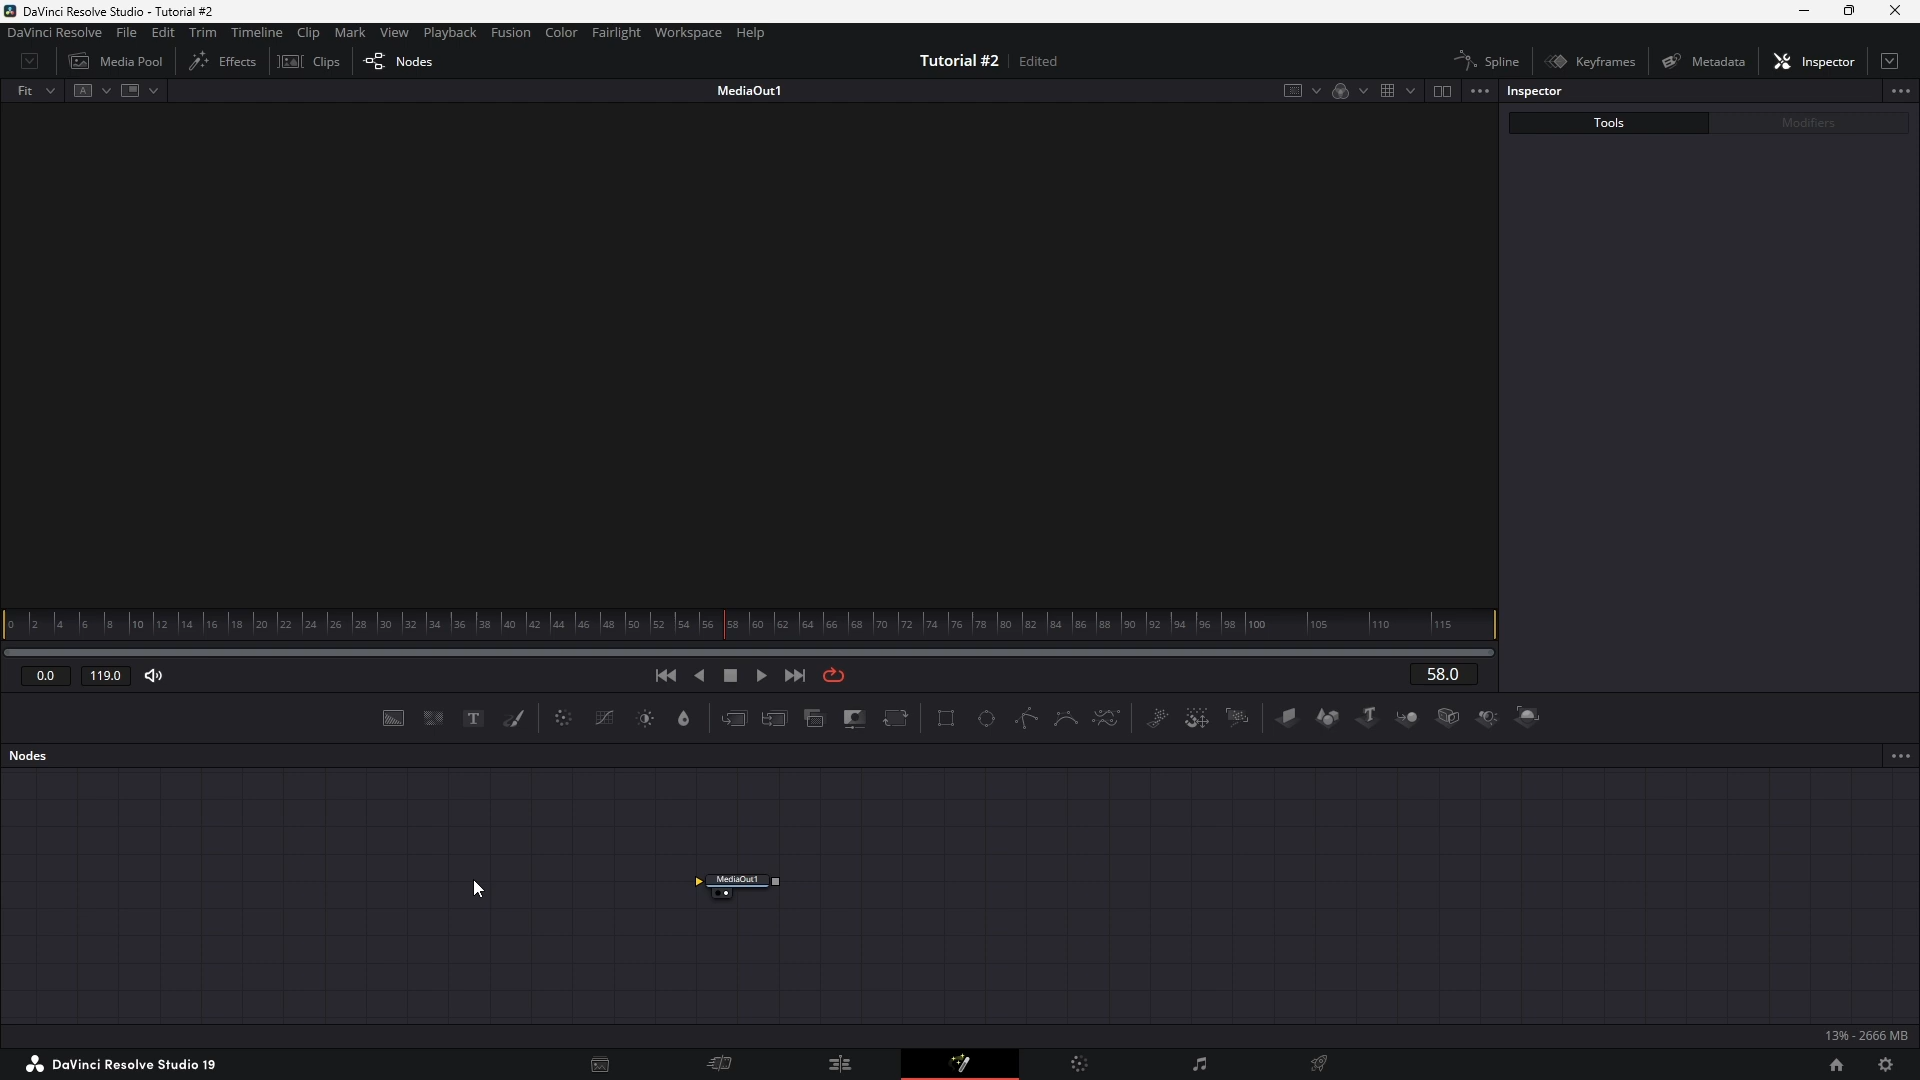 DaVinci Resolve Studio - Tutorial #2
DaVinci Resolve File Edit Trim Timeline Clip Mark View Playback Fusion Color Fairlight Workspace Help
Media Pool Effects Clips Nodes Tutorial #2 Edited Spline Keyframes Metadata Inspector
Fit A MediaOut1 Inspector
Tools Modifiers
0 2 4 6 8 10 12 14 16 18 20 22 24 26 28 30 32 34 36 38 40 42 44 46 48 50 52 54 56 58 60 62 64 66 68 70 72 74 76 78 80 82 84 86 88 90 92 94 96 98 100 105 110 115
0.0 119.0 58.0
T T
Nodes
MediaOut1
13% - 2666 MB
DaVinci Resolve Studio 19